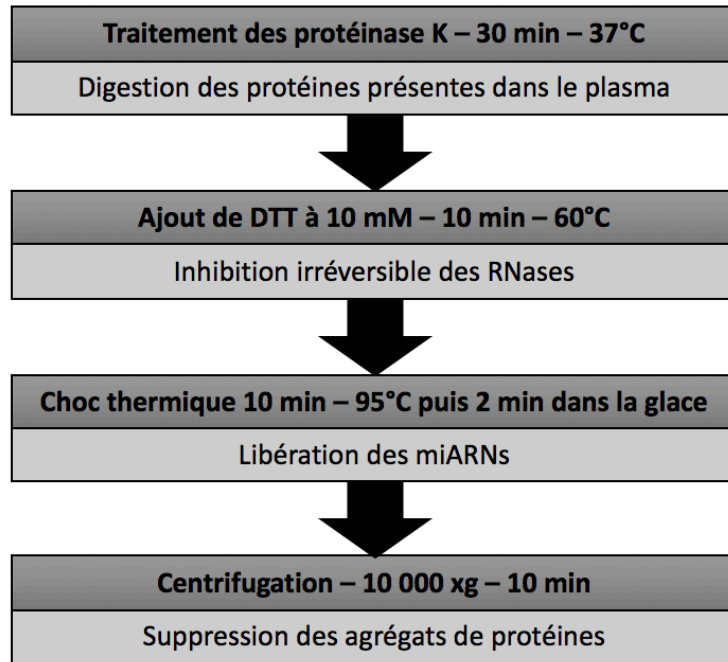 Traitement des protéinase K – 30 min – 37°C
Digestion des protéines présentes dans le plasma
Ajout de DTT à 10 mM – 10 min – 60°C
Inhibition irréversible des RNases
Choc thermique 10 min – 95°C puis 2 min dans la glace
Libération des miARNs
Centrifugation – 10 000 xg – 10 min
Suppression des agrégats de protéines